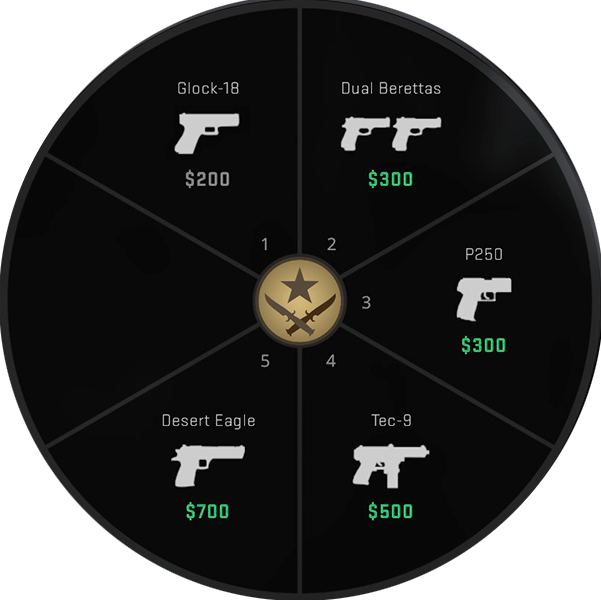 Glock-18
$200
1
Dual Berettas
$300
2
P250
$300
3
Tec-9
$500
4
Desert Eagle
$700
5